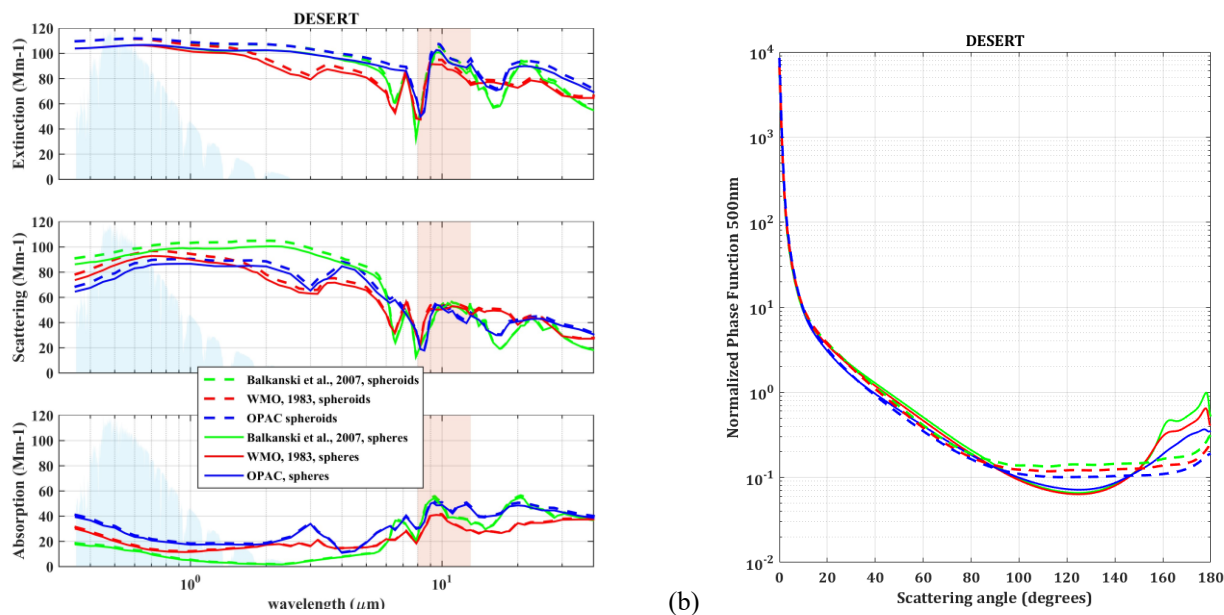 DESERT
Extinction (Mm-1)
120
100
80
60
40
20
0
Scattering (Mm-1)
120
100
80
60
40
20
0
Balkanski et al., 2007, spheroids
WMO, 1983, spheroids
OPAC spheroids
Balkanski et al., 2007, spheres
WMO, 1983, spheres
OPAC, spheres
Absorption (Mm-1)
120
100
80
60
40
20
0
10^0 10^1
wavelength (μm)
(b)
DESERT
Normalized Phase Function 500nm
10^4
10^3
10^2
10^1
10^0
10^-1
10^-2
0 20 40 60 80 100 120 140 160 180
Scattering angle (degrees)